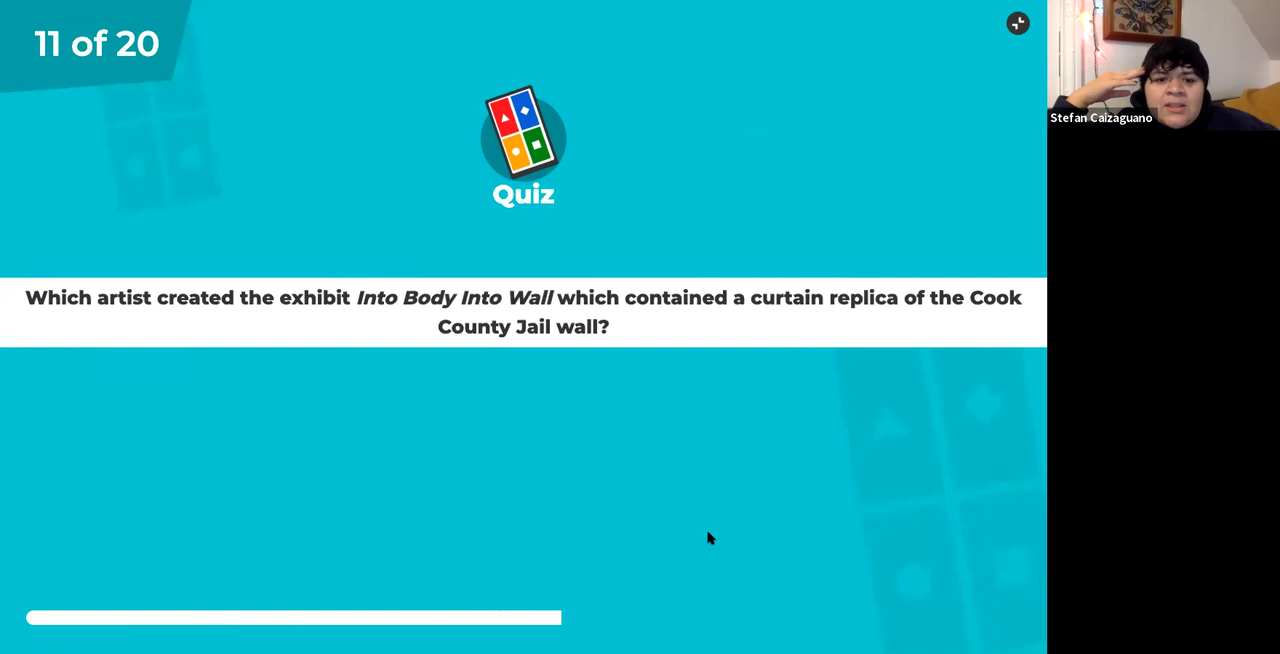 11 of 20
Quiz
Which artist created the exhibit Into Body Into Wall which contained a curtain replica of the Cook
County Jail wall?
Stefan Caizaguano